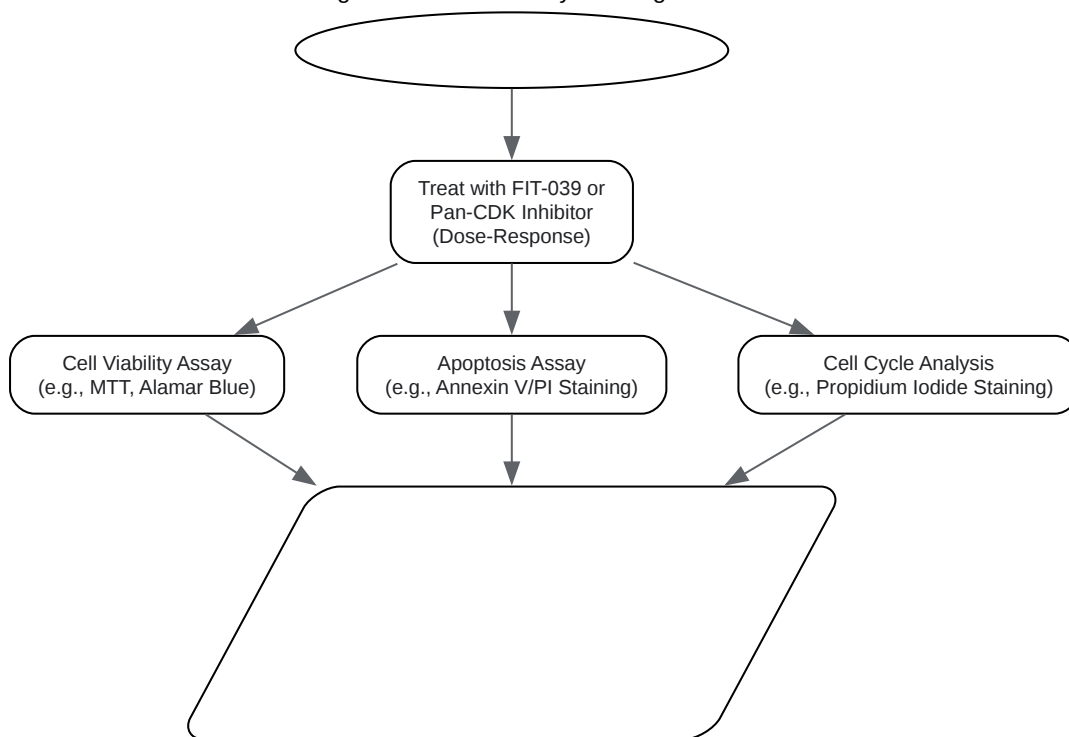 Treat with FIT-039 or
Pan-CDK Inhibitor
(Dose-Response)
Cell Viability Assay
(e.g., MTT, Alamar Blue)
Apoptosis Assay
(e.g., Annexin V/PI Staining)
Cell Cycle Analysis
(e.g., Propidium Iodide Staining)